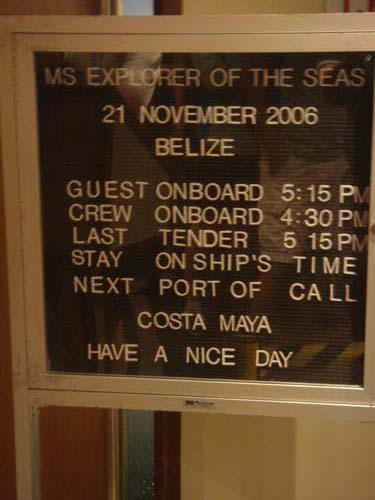 MS EXPLORER OF THE SEAS
21 NOVEMBER 2006
BELIZE
GUEST ONBOARD 5:15 PM
CREW ONBOARD 4:30 PM
LAST TENDER 5 15 PM
STAY ON SHIP'S TIME
NEXT PORT OF CALL
COSTA MAYA
HAVE A NICE DAY